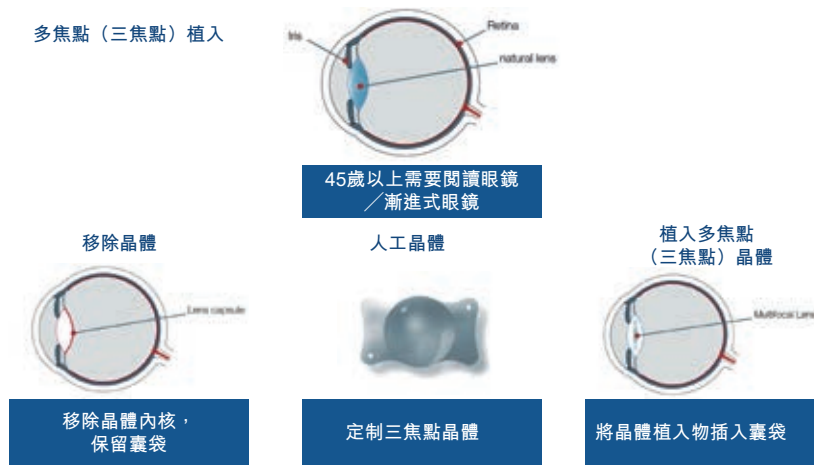 多焦點（三焦點）植入
Iris
Retina
natural lens
45歲以上需要閱讀眼鏡
／漸進式眼鏡
移除晶體
Lens capsule
移除晶體內核，
保留囊袋
人工晶體
定制三焦點晶體
植入多焦點
（三焦點）晶體
Multifocal Lens
將晶體植入物插入囊袋